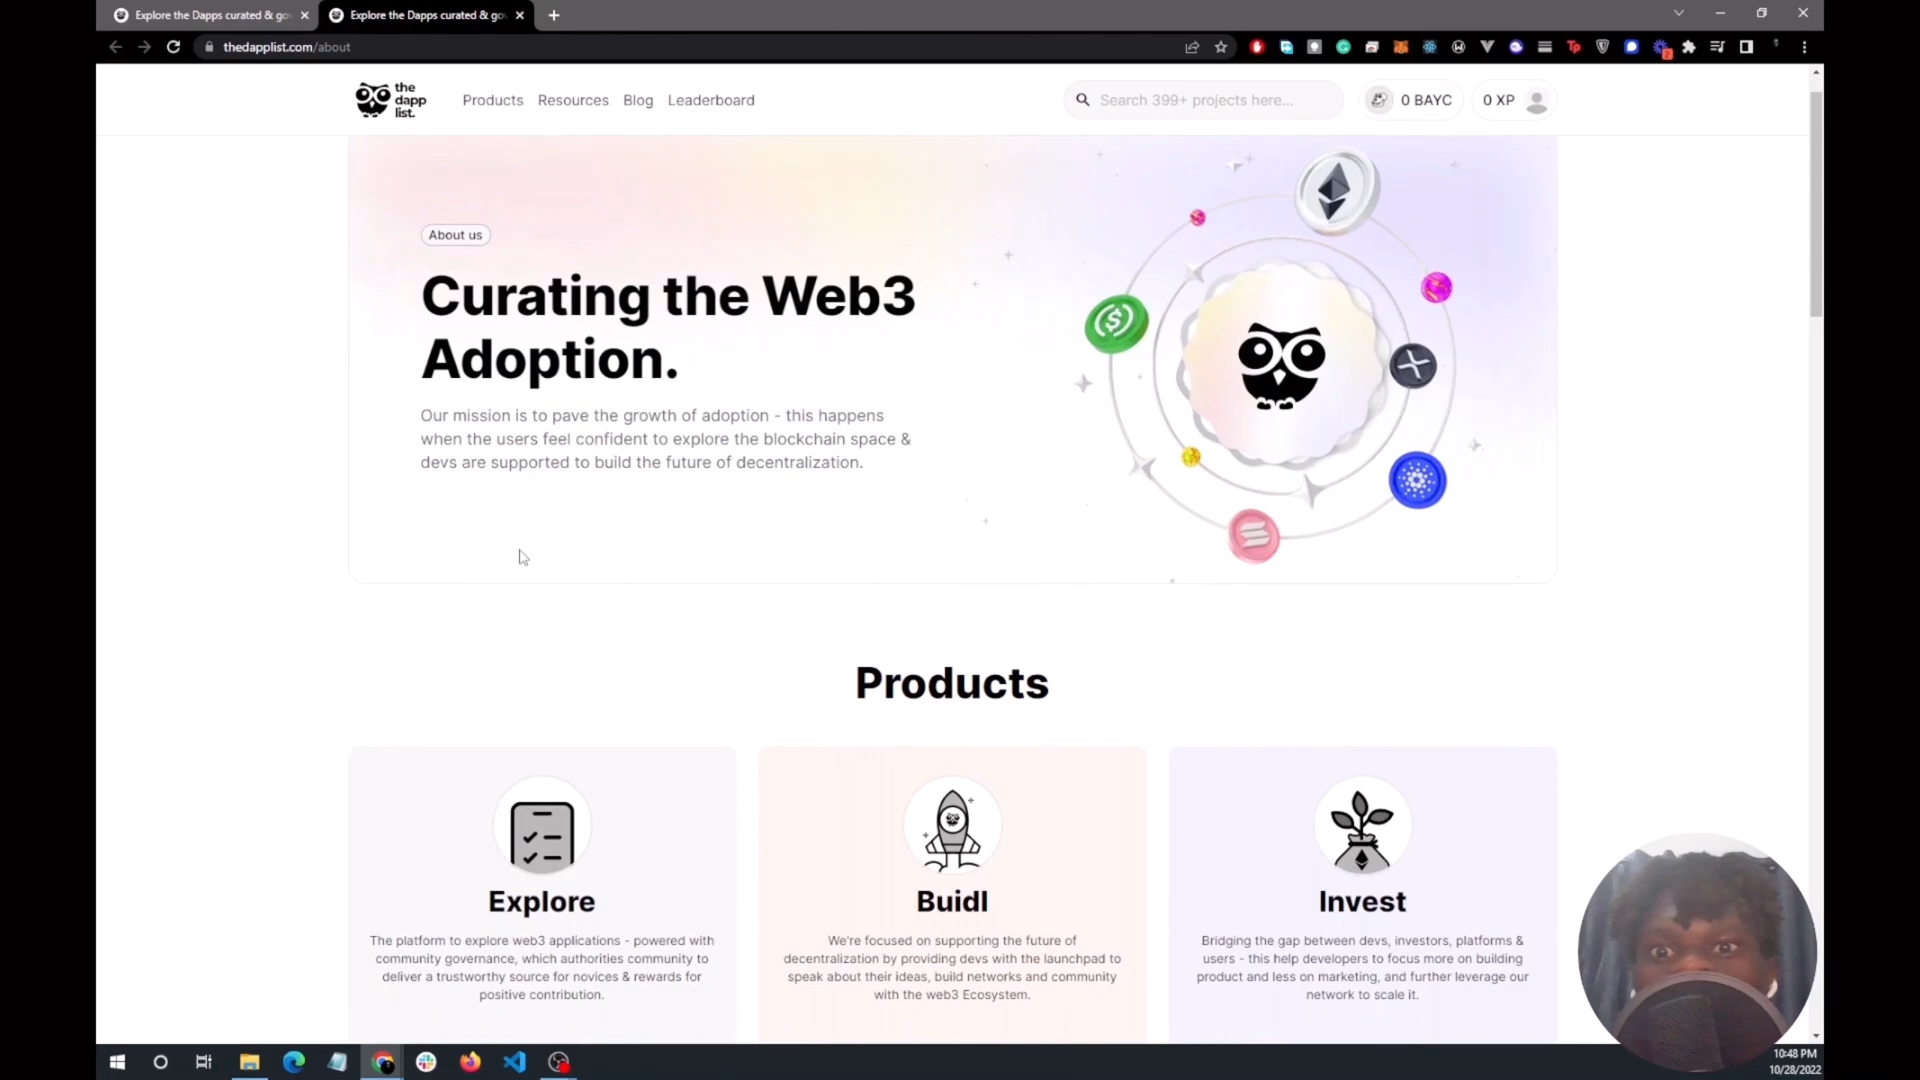 Explore the Dapps curated & go
Explore the Dapps curated & go
thedapplist.com/about
the
dapp
list.
Products
Resources
Blog
Leaderboard
Search 399+ projects here...
0 BAYC
0 XP
About us
Curating the Web3
Adoption.
Our mission is to pave the growth of adoption - this happens
when the users feel confident to explore the blockchain space &
devs are supported to build the future of decentralization.
Products
Explore
The platform to explore web3 applications - powered with
community governance, which authorities community to
deliver a trustworthy source for novices & rewards for
positive contribution.
Buidl
We're focused on supporting the future of
decentralization by providing devs with the launchpad to
speak about their ideas, build networks and community
with the web3 Ecosystem.
Invest
Bridging the gap between devs, investors, platforms &
users - this help developers to focus more on building
product and less on marketing, and further leverage our
network to scale it.
10:48 PM
10/28/2022